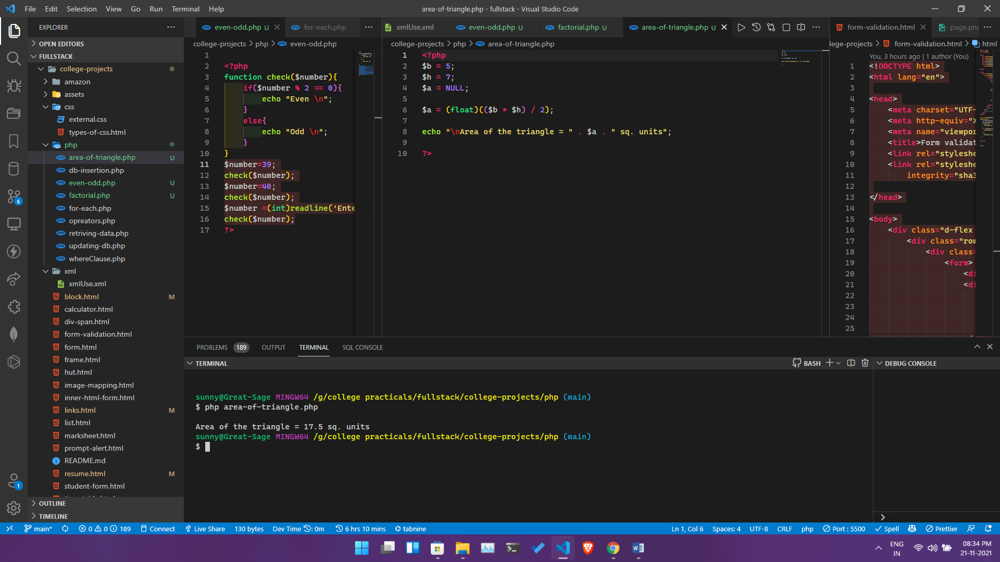 File Edit Selection View Go Run Terminal Help
area-of-triangle.php - fullstack - Visual Studio Code
EXPLORER
OPEN EDITORS
FULLSTACK
college-projects
amazon
assets
css
external.css
types-of-css.html
php
area-of-triangle.php U
db-insertion.php
even-odd.php U
factorial.php U
for-each.php
opreators.php
retriving-data.php
updating-db.php
whereClause.php
xml
xmlUse.xml
block.html M
calculator.html
div-span.html
form-validation.html
form.html
frame.html
hut.html
image-mapping.html
inner-html-form.html
links.html M
list.html
marksheet.html
prompt-alert.html
README.md
resume.html M
student-form.html
OUTLINE
TIMELINE
6
1
even-odd.php U
for-each.php
college-projects > php > even-odd.php
1
2 <?php
3 function check($number){
4 if($number % 2 == 0){
5 echo "Even \n";
6 }
7 else{
8 echo "Odd \n";
9 }
10 }
11 $number=39;
12 check($number);
13 $number=40;
14 check($number);
15 $number =(int)readline('Ente
16 check($number);
17 ?>
xmlUse.xml
even-odd.php U
factorial.php U
area-of-triangle.php U
college-projects > php > area-of-triangle.php
1 <?php
2 $b = 5;
3 $h = 7;
4 $a = NULL;
5
6 $a = (float)(($b * $h) / 2);
7
8 echo "\nArea of the triangle = " . $a . " sq. units";
9
10 ?>
form-validation.html
page.png
lege-projects > form-validation.html > html
You, 3 hours ago | 1 author (You)
1 <!DOCTYPE html>
2 <html lang="en">
3
4 <head>
5 <meta charset="UTF-
6 <meta http-equiv="X
7 <meta name="viewpor
8 <title>Form validat
9 <link rel="styleshe
10 <link rel="styleshe
11 integrity="sha3
12
13 </head>
14
15 <body>
16 <div class="d-flex
17 <div class="row
18 <div class=
19 <form>
20 <di
21 <di
22
23
24
25
PROBLEMS 189 OUTPUT TERMINAL SQL CONSOLE
TERMINAL
BASH
DEBUG CONSOLE
sunny@Great-Sage MINGW64 /g/college practicals/fullstack/college-projects/php (main)
$ php area-of-triangle.php
Area of the triangle = 17.5 sq. units
sunny@Great-Sage MINGW64 /g/college practicals/fullstack/college-projects/php (main)
$
main* 0 0 189 Connect Live Share 130 bytes Dev Time : 0m 6 hrs 10 mins tabnine
Ln 1, Col 6 Spaces: 4 UTF-8 CRLF php Port : 5500 Spell Prettier
ENG
IN
08:34 PM
21-11-2021